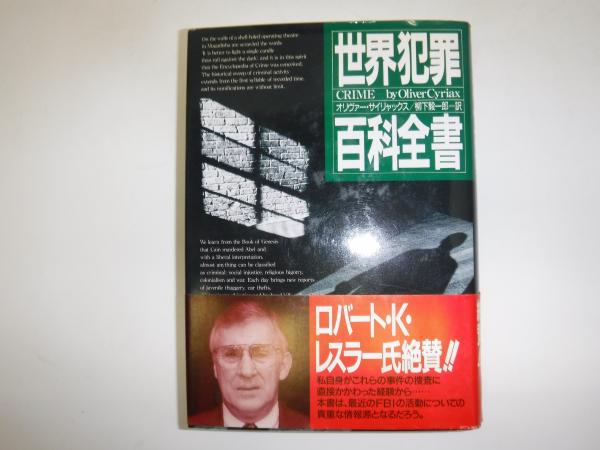 On the walls of a shell-holed operating theatre
in Mogadishu are scrawled the words
'It is better to light a single candle
than rail against the dark', and it is in this spirit
that the Encyclopedia of Crime was conceived.
The historical sweep of criminal activity
extends from the first syllable of recorded time,
and its ramifications are without limit.
世界犯罪
CRIME by Oliver Cyriax
オリヴァー・サイリャックス/柳下毅一郎=訳
百科全書
We learn from the Book of Genesis
that Cain murdered Abel and
with a liberal interpretation,
almost anything can be classified
as criminal: social injustice, religious bigotry,
colonialism and war. Each day brings new reports
of juvenile thuggery, car thefts,
ロバート・K・
レスラー氏絶賛!!
私自身がこれらの事件の捜査に
直接かかわった経験から……
本書は、最近のFBIの活動についての
貴重な情報源となるだろう。